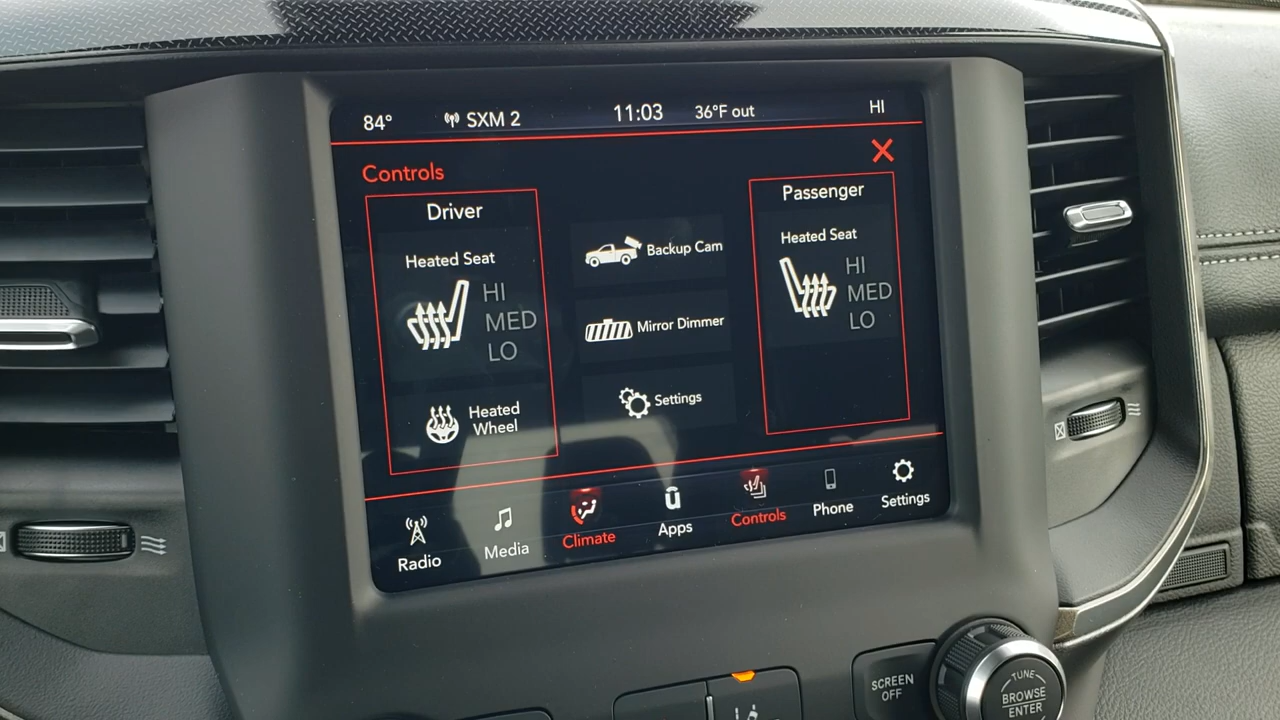 84° SXM 2 11:03 36°F out HI
Controls
Driver
Heated Seat
HI
MED
LO
Heated
Wheel
Backup Cam
Mirror Dimmer
Settings
Passenger
Heated Seat
HI
MED
LO
Radio Media Climate Apps Controls Phone Settings
SCREEN
OFF
TUNE
BROWSE
ENTER